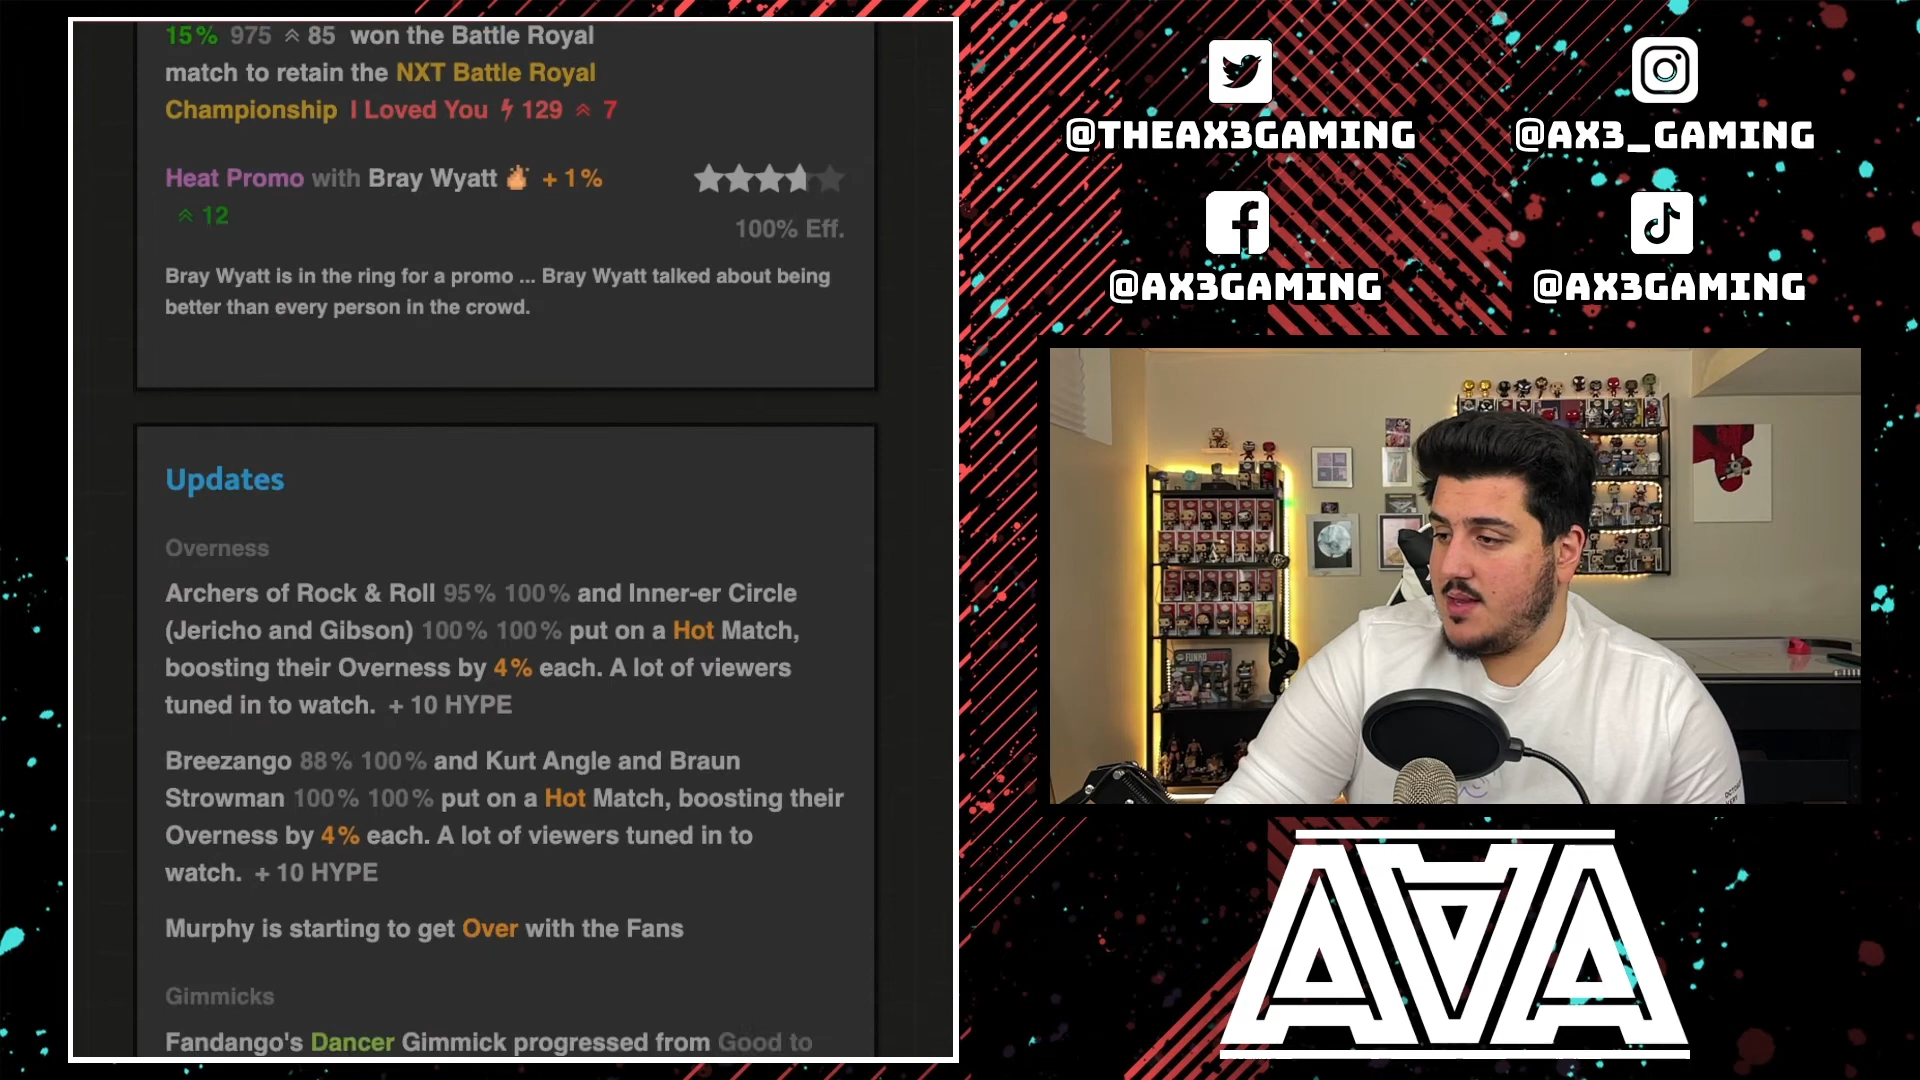 15% 975 85 won the Battle Royal
match to retain the NXT Battle Royal
Championship I Loved You 129 7
Heat Promo with Bray Wyatt + 1%
12
100% Eff.
Bray Wyatt is in the ring for a promo ... Bray Wyatt talked about being
better than every person in the crowd.
Updates
Overness
Archers of Rock & Roll 95% 100% and Inner-er Circle
(Jericho and Gibson) 100% 100% put on a Hot Match,
boosting their Overness by 4% each. A lot of viewers
tuned in to watch. + 10 HYPE
Breezango 88% 100% and Kurt Angle and Braun
Strowman 100% 100% put on a Hot Match, boosting their
Overness by 4% each. A lot of viewers tuned in to
watch. + 10 HYPE
Murphy is starting to get Over with the Fans
Gimmicks
Fandango's Dancer Gimmick progressed from Good to
@THEAX3GAMING
@AX3_GAMING
@AX3GAMING
@AX3GAMING
FUNKO